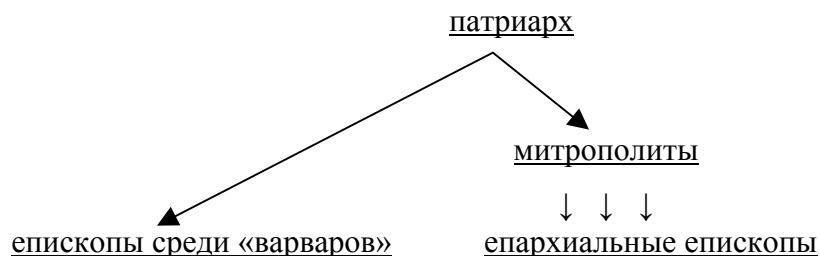 патриарх
митрополиты
↓ ↓ ↓
епископы среди «варваров» епархиальные епископы